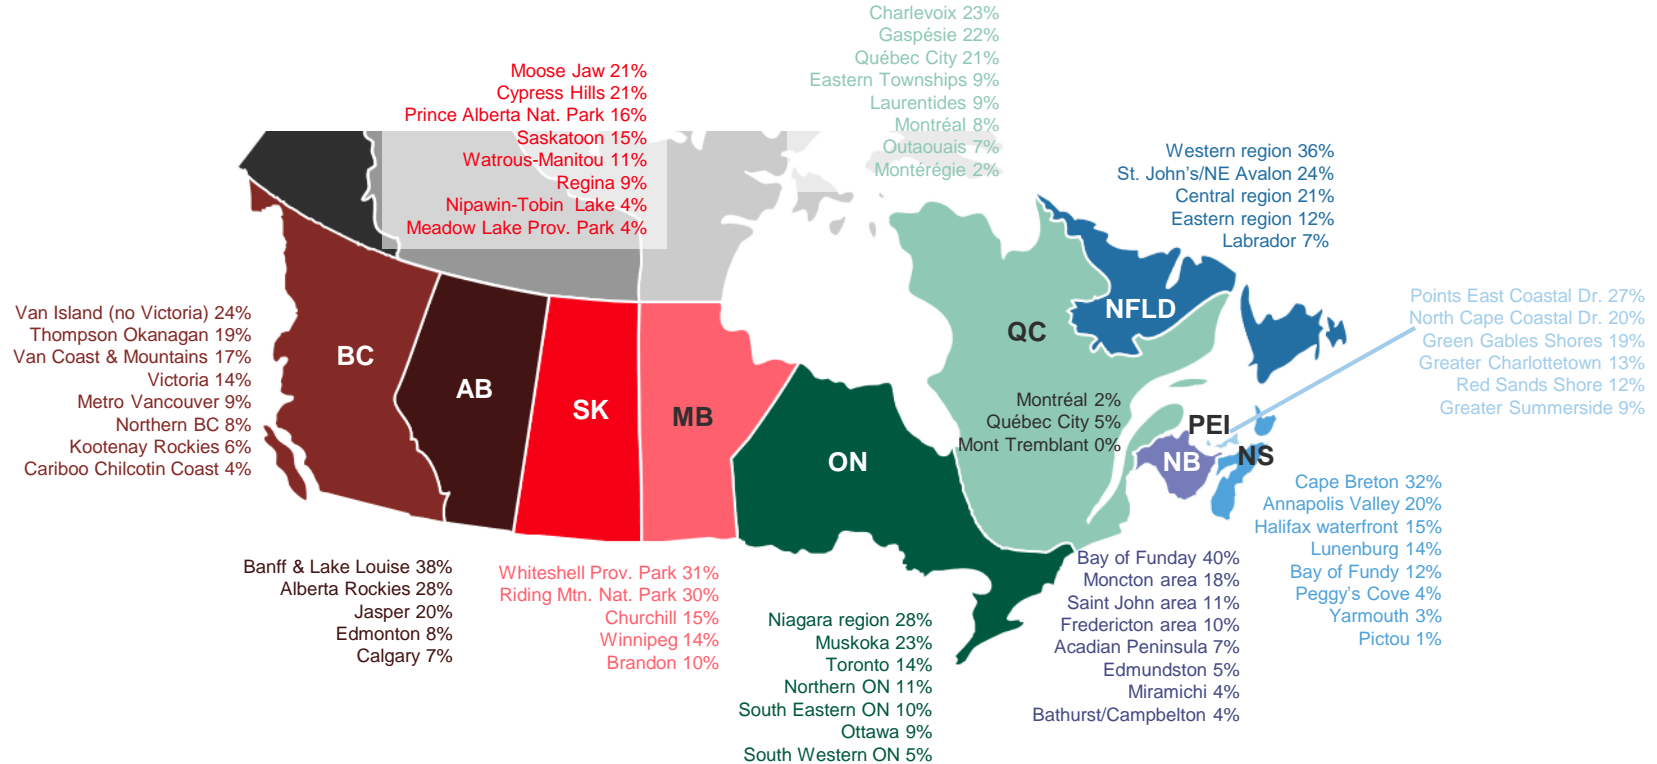 Charlevoix 23%
Gaspésie 22%
Québec City 21%
Eastern Townships 9%
Laurentides 9%
Montréal 8%
Outaouais 7%
Montérégie 2%
Moose Jaw 21%
Cypress Hills 21%
Prince Alberta Nat. Park 16%
Saskatoon 15%
Watrous-Manitou 11%
Regina 9%
Nipawin-Tobin Lake 4%
Meadow Lake Prov. Park 4%
Western region 36%
St. John’s/NE Avalon 24%
Central region 21%
Eastern region 12%
Labrador 7%
Van Island (no Victoria) 24%
Thompson Okanagan 19%
Van Coast & Mountains 17%
Victoria 14%
Metro Vancouver 9%
Northern BC 8%
Kootenay Rockies 6%
Cariboo Chilcotin Coast 4%
BC
AB
SK
MB
ON
QC
NFLD
PEI
NB
NS
Montréal 2%
Québec City 5%
Mont Tremblant 0%
Points East Coastal Dr. 27%
North Cape Coastal Dr. 20%
Green Gables Shores 19%
Greater Charlottetown 13%
Red Sands Shore 12%
Greater Summerside 9%
Cape Breton 32%
Annapolis Valley 20%
Halifax waterfront 15%
Lunenburg 14%
Bay of Fundy 12%
Peggy’s Cove 4%
Yarmouth 3%
Pictou 1%
Banff & Lake Louise 38%
Alberta Rockies 28%
Jasper 20%
Edmonton 8%
Calgary 7%
Whiteshell Prov. Park 31%
Riding Mtn. Nat. Park 30%
Churchill 15%
Winnipeg 14%
Brandon 10%
Niagara region 28%
Muskoka 23%
Toronto 14%
Northern ON 11%
South Eastern ON 10%
Ottawa 9%
South Western ON 5%
Bay of Funday 40%
Moncton area 18%
Saint John area 11%
Fredericton area 10%
Acadian Peninsula 7%
Edmundston 5%
Miramichi 4%
Bathurst/Campbelton 4%